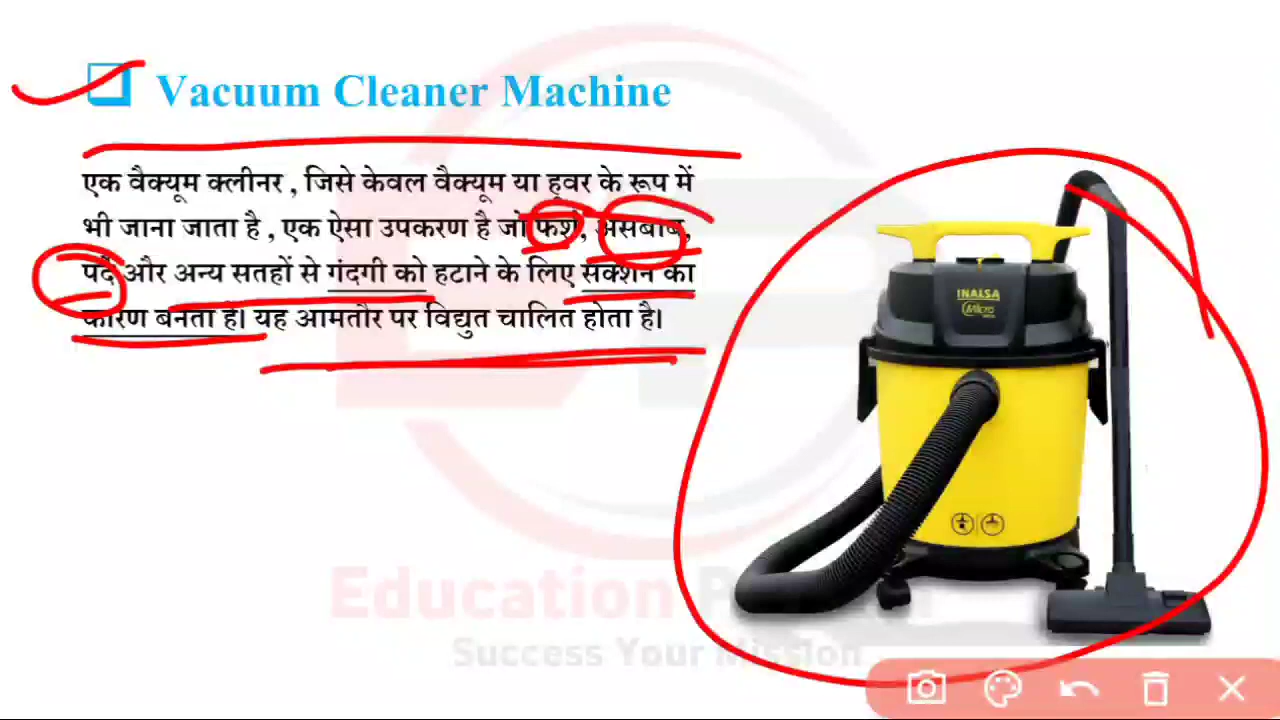 Vacuum Cleaner Machine
एक वैक्यूम क्लीनर , जिसे केवल वैक्यूम या हूवर के रूप में
भी जाना जाता है , एक ऐसा उपकरण है जो फर्श, असबाब,
पर्दे और अन्य सतहों से गंदगी को हटाने के लिए सक्शन का
कारण बनता है। यह आमतौर पर विद्युत चालित होता है।
INALSA
Micro
Education
Success Your Mission